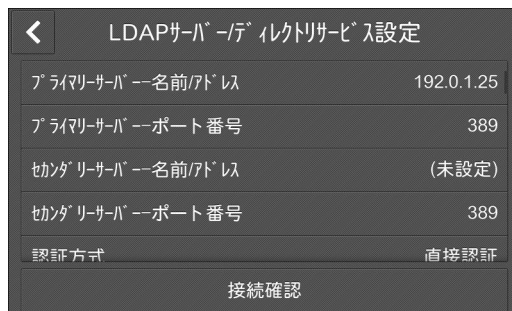 LDAPｻｰﾊﾞｰ/ﾃﾞｨﾚｸﾄﾘｻｰﾋﾞｽ設定
ﾌﾟﾗｲﾏﾘｰｻｰﾊﾞｰ–名前/ｱﾄﾞﾚｽ 192.0.1.25
ﾌﾟﾗｲﾏﾘｰｻｰﾊﾞｰ–ポート番号 389
ｾｶﾝﾀﾞﾘｰｻｰﾊﾞｰ–名前/ｱﾄﾞﾚｽ (未設定)
ｾｶﾝﾀﾞﾘｰｻｰﾊﾞｰ–ポート番号 389
認証方式 直接認証
接続確認